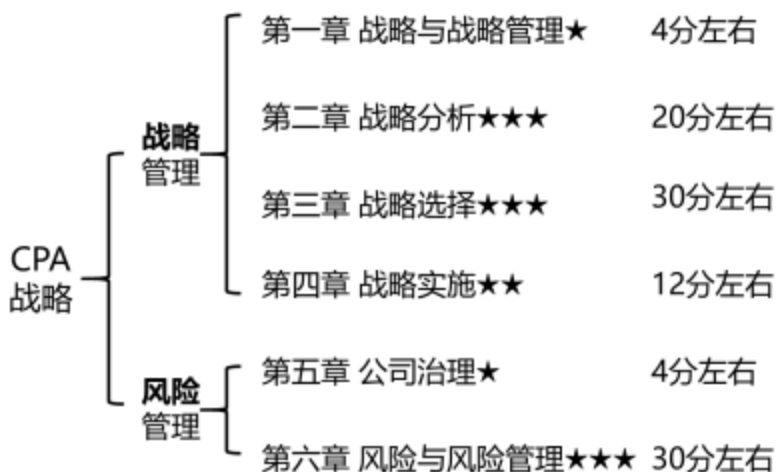 CPA
战略
战略
管理
第一章 战略与战略管理★ 4分左右
第二章 战略分析★★★ 20分左右
第三章 战略选择★★★ 30分左右
第四章 战略实施★★ 12分左右
风险
管理
第五章 公司治理★ 4分左右
第六章 风险与风险管理★★★ 30分左右